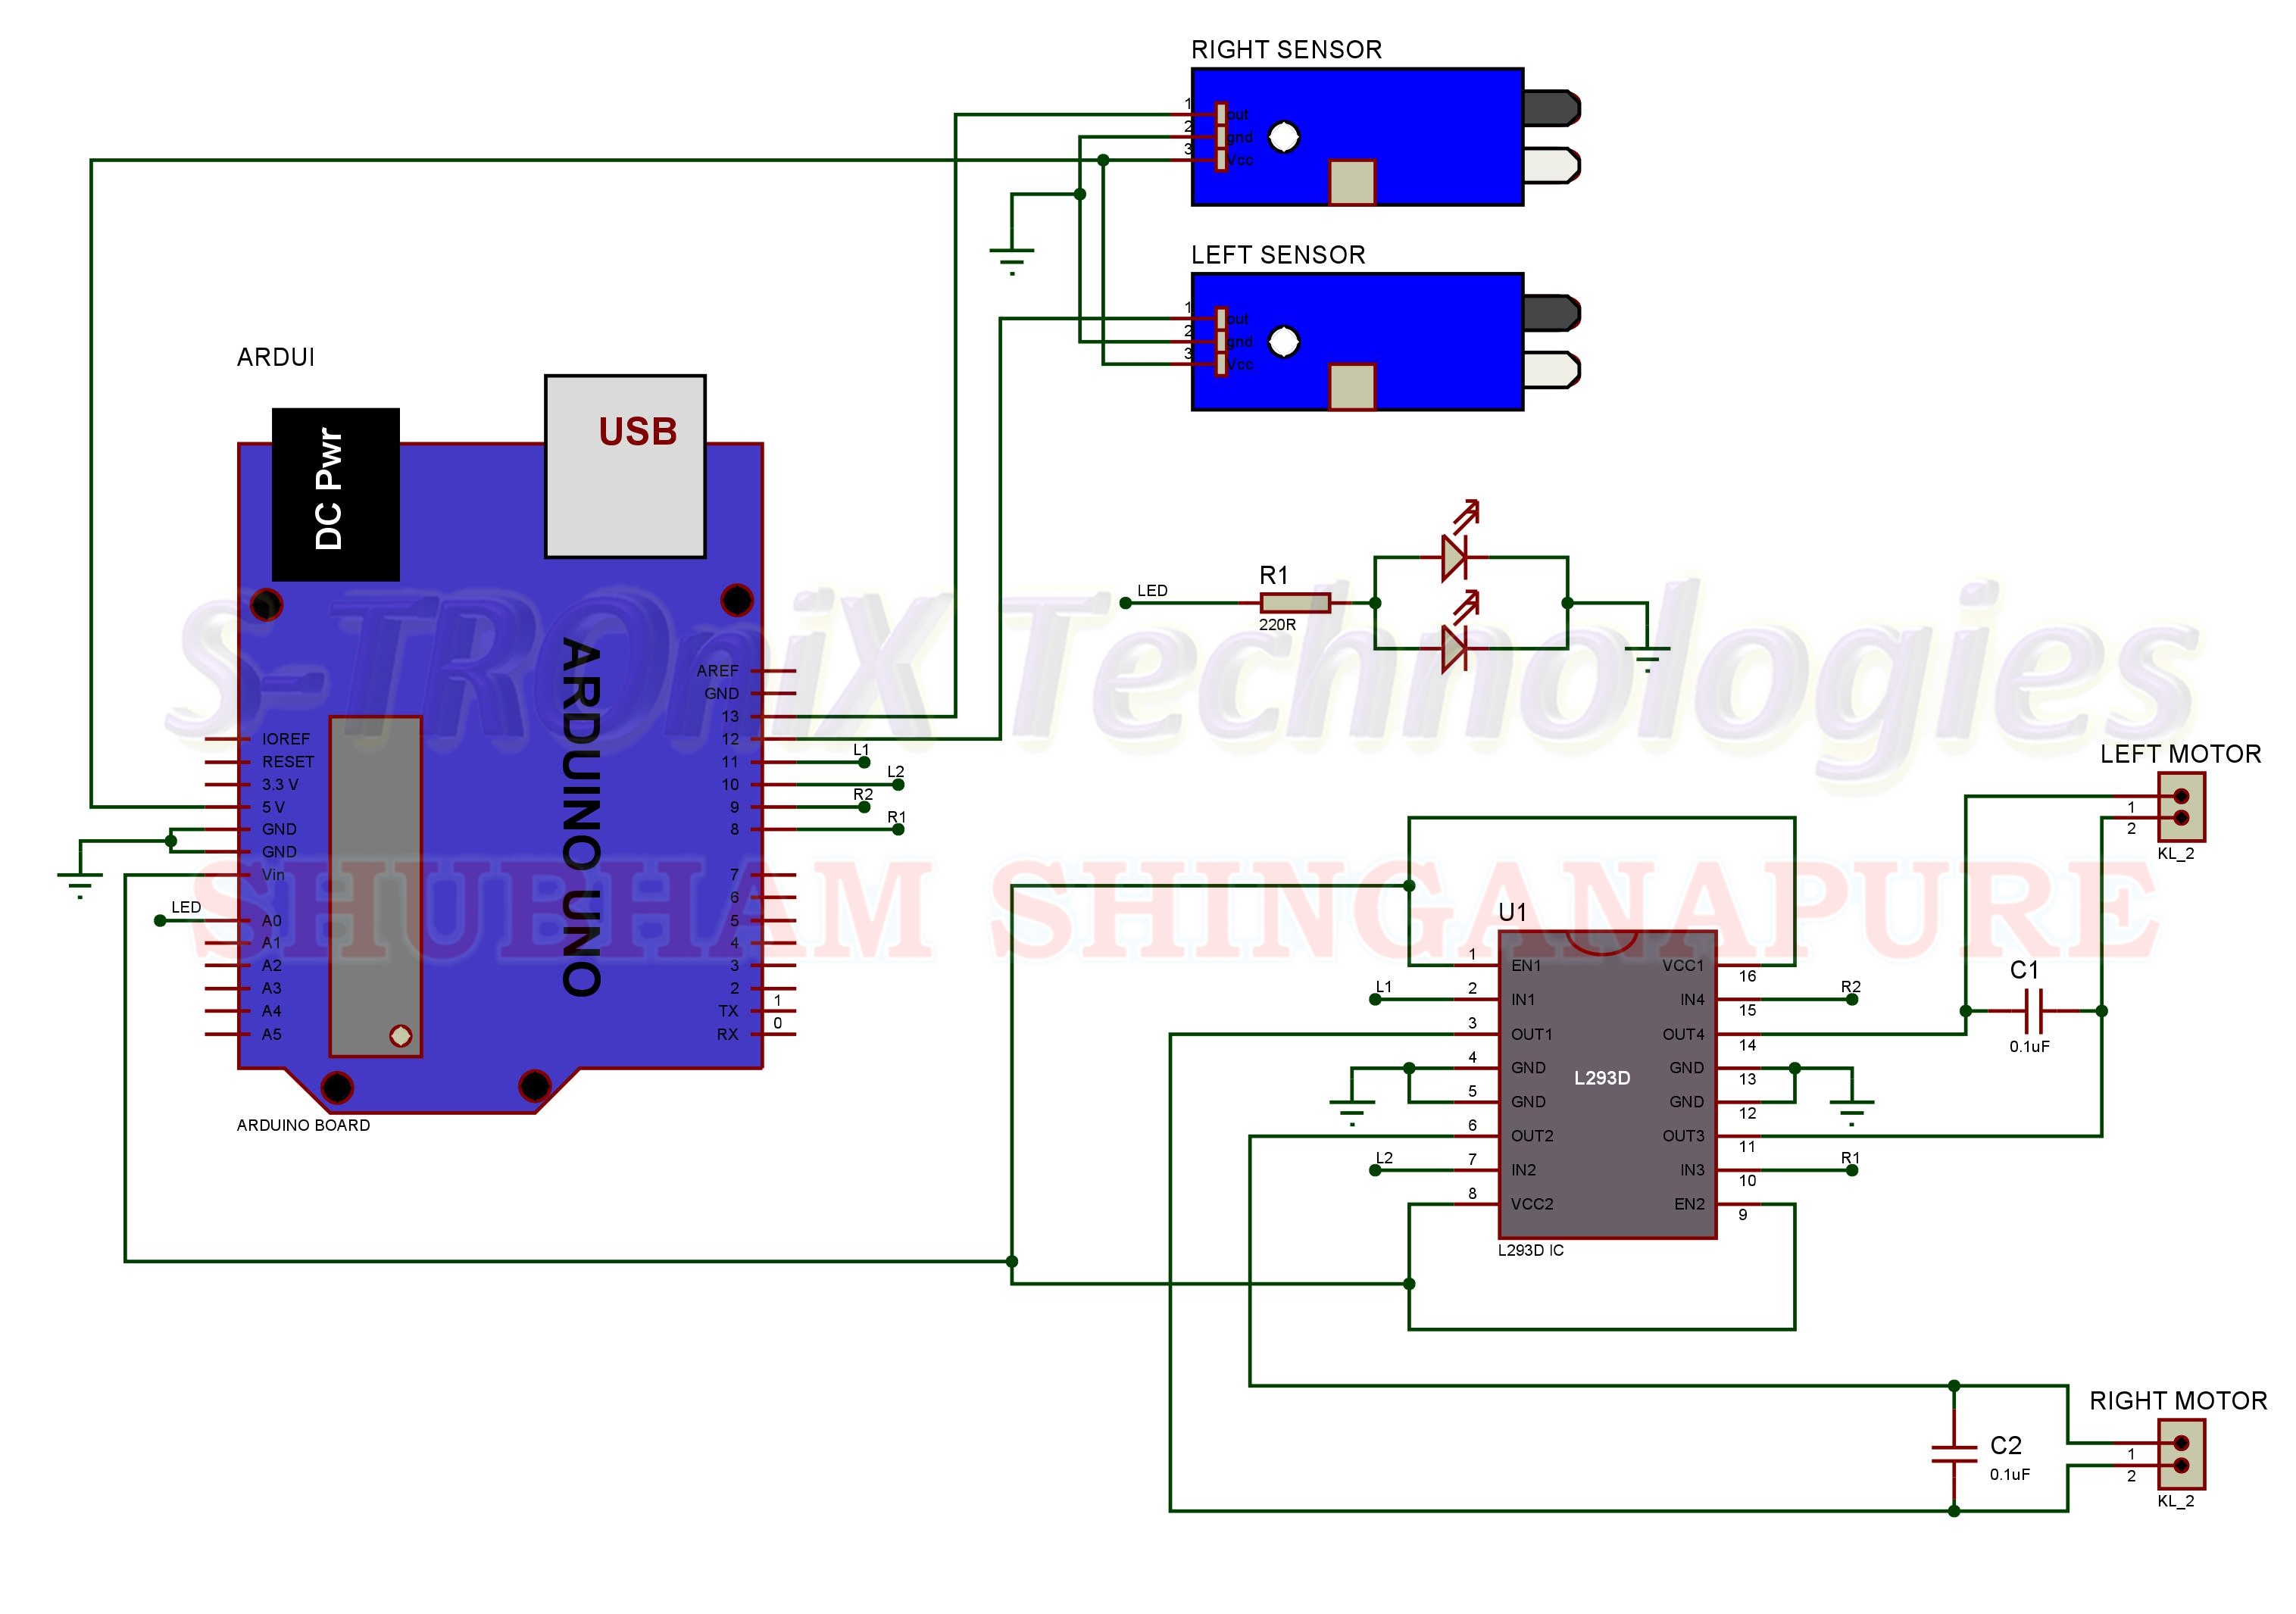 RIGHT SENSOR
1
out
2
gnd
3
Vcc
LEFT SENSOR
1
out
2
gnd
3
Vcc
ARDUI
DC Pwr
USB
ARDUINO UNO
AREF
GND
13
12
11
10
9
8
7
6
5
4
3
2
TX
1
RX
0
IOREF
RESET
3.3 V
5 V
GND
GND
Vin
A0
A1
A2
A3
A4
A5
LED
L1
L2
R2
R1
ARDUINO BOARD
LED
R1
220R
S-TROniX Technologies
SHUBHAM SHINGANAPURE
LEFT MOTOR
1
2
KL_2
C1
0.1uF
U1
1
EN1
2
IN1
3
OUT1
4
GND
5
GND
6
OUT2
7
IN2
8
VCC2
VCC1
16
IN4
15
OUT4
14
GND
13
GND
12
OUT3
11
IN3
10
EN2
9
L293D
L293D IC
L1
L2
R2
R1
RIGHT MOTOR
1
2
KL_2
C2
0.1uF